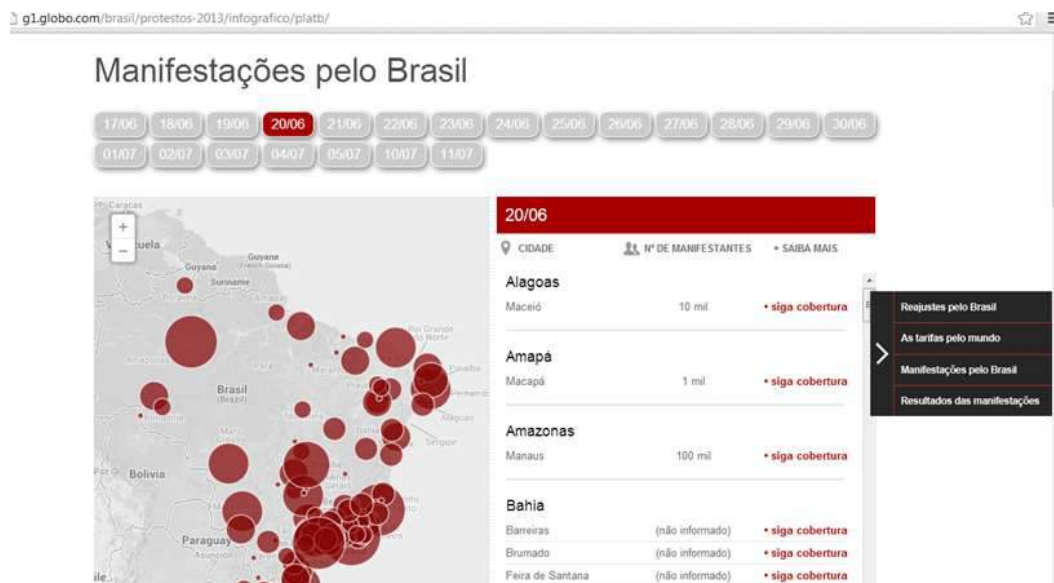 g1.globo.com/brasil/protestos-2013/infografico/platb/
Manifestações pelo Brasil
17/06 18/06 19/06 20/06 21/06 22/06 23/06 24/06 25/06 26/06 27/06 28/06 29/06 30/06
01/07 02/07 03/07 04/07 05/07 10/07 11/07
20/06
CIDADE Nº DE MANIFESTANTES + SAIBA MAIS
Alagoas
Maceió 10 mil • siga cobertura
Amapá
Macapá 1 mil • siga cobertura
Amazonas
Manaus 100 mil • siga cobertura
Bahia
Barreiras (não informado) • siga cobertura
Brumado (não informado) • siga cobertura
Feira de Santana (não informado) • siga cobertura
Reajustes pelo Brasil
As tarifas pelo mundo
Manifestações pelo Brasil
Resultados das manifestações
Caracas
Guyana
Guyane
Suriname
Brasil
(Brazil)
Bolivia
Paraguay